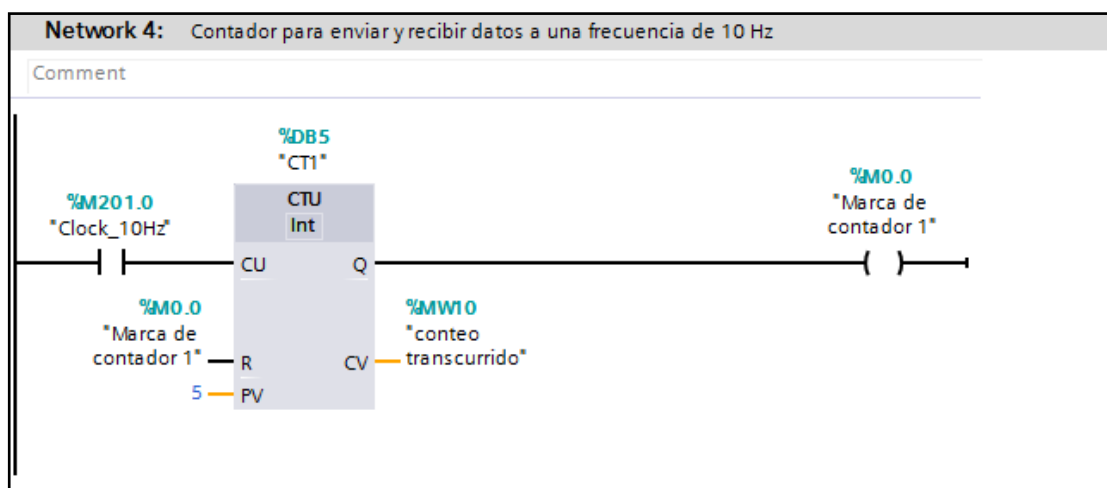 Network 4: Contador para enviar y recibir datos a una frecuencia de 10 Hz
Comment
%DB5
"CT1"
%M201.0
"Clock_10Hz"
CTU
Int
%M0.0
"Marca de
contador 1"
CU
Q
%M0.0
"Marca de
contador 1"
R
%MW10
"conteo
transcurrido"
CV
5
PV